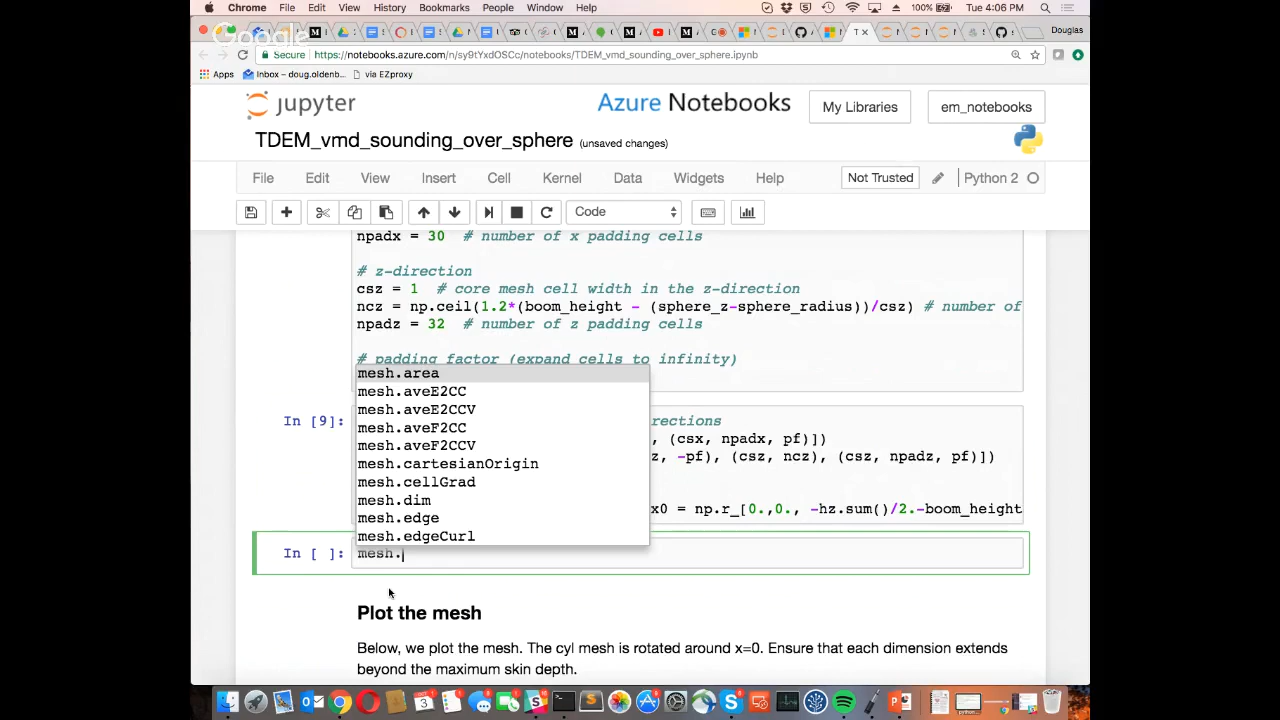 Chrome File Edit View History Bookmarks People Window Help
100% Tue 4:06 PM
Google
Douglas
Secure https://notebooks.azure.com/n/sy9tYxdOSCc/notebooks/TDEM_vmd_sounding_over_sphere.ipynb
Apps Inbox – doug.oldenb... via EZproxy
jupyter
Azure Notebooks
My Libraries
em_notebooks
TDEM_vmd_sounding_over_sphere (unsaved changes)
File Edit View Insert Cell Kernel Data Widgets Help
Not Trusted
Python 2
Code
npadx = 30 # number of x padding cells
# z-direction
csz = 1 # core mesh cell width in the z-direction
ncz = np.ceil(1.2*(boom_height - (sphere_z-sphere_radius))/csz) # number of
npadz = 32 # number of z padding cells
# padding factor (expand cells to infinity)
mesh.area
mesh.aveE2CC
mesh.aveE2CCV
mesh.aveF2CC
mesh.aveF2CCV
mesh.cartesianOrigin
mesh.cellGrad
mesh.dim
mesh.edge
mesh.edgeCurl
In [9]:
rections
, (csx, npadx, pf)])
z, -pf), (csz, ncz), (csz, npadz, pf)])
x0 = np.r_[0.,0., -hz.sum()/2.-boom_height
In [ ]: mesh.
Plot the mesh
Below, we plot the mesh. The cyl mesh is rotated around x=0. Ensure that each dimension extends
beyond the maximum skin depth.